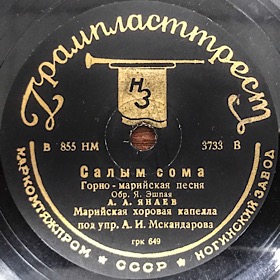 Грампласттрест
НЗ
В 855 НМ 3733 В
Салым сома
Горно - марийская песня
Обр. Я. Эшпая
А. А. ЯНАЕВ
Марийская хоровая капелла
под упр. А. И. Искандарова
грк 649
НАРКОМТЯЖПРОМ ★ СССР ★ НОГИНСКИЙ ЗАВОД